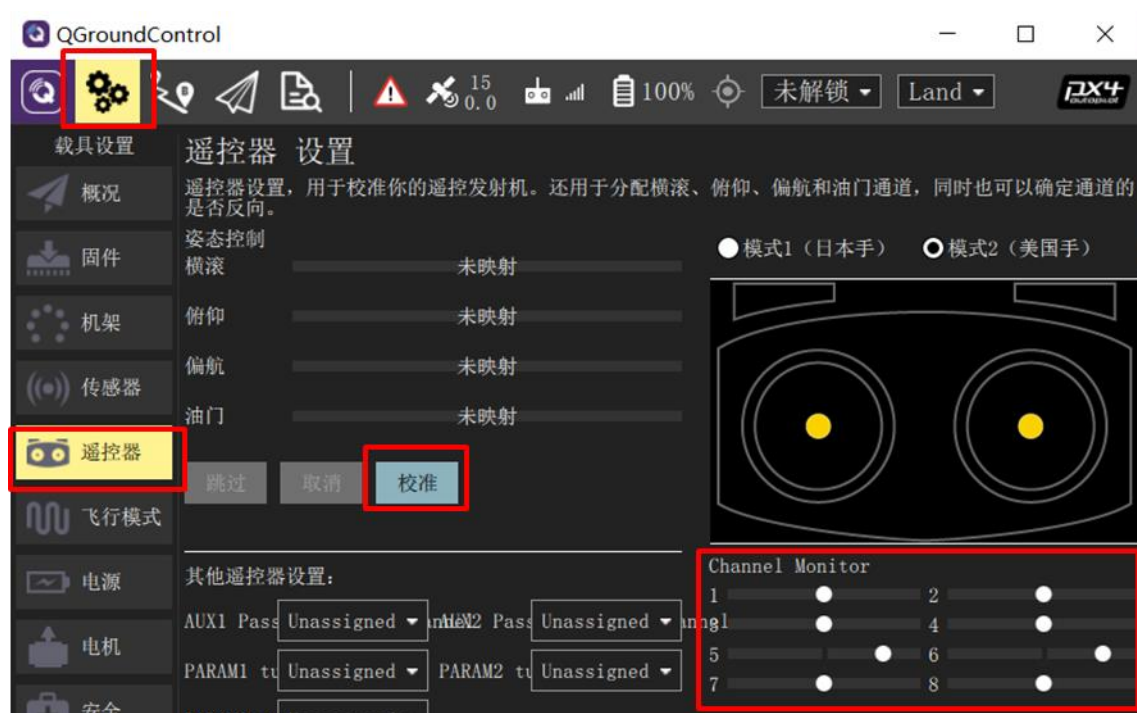 QGroundControl
15
0.0
100%
未解锁
Land
PX4
autopilot
载具设置
概况
固件
机架
传感器
遥控器
飞行模式
电源
电机
安全
遥控器 设置
遥控器设置，用于校准你的遥控发射机。还用于分配横滚、俯仰、偏航和油门通道，同时也可以确定通道的
是否反向。
姿态控制
横滚 未映射
俯仰 未映射
偏航 未映射
油门 未映射
跳过 取消 校准
模式1（日本手） 模式2（美国手）
其他遥控器设置：
AUX1 Pass Unassigned AUX2 Pass Unassigned
PARAM1 tu Unassigned PARAM2 tu Unassigned
Channel Monitor
1 2
3 4
5 6
7 8